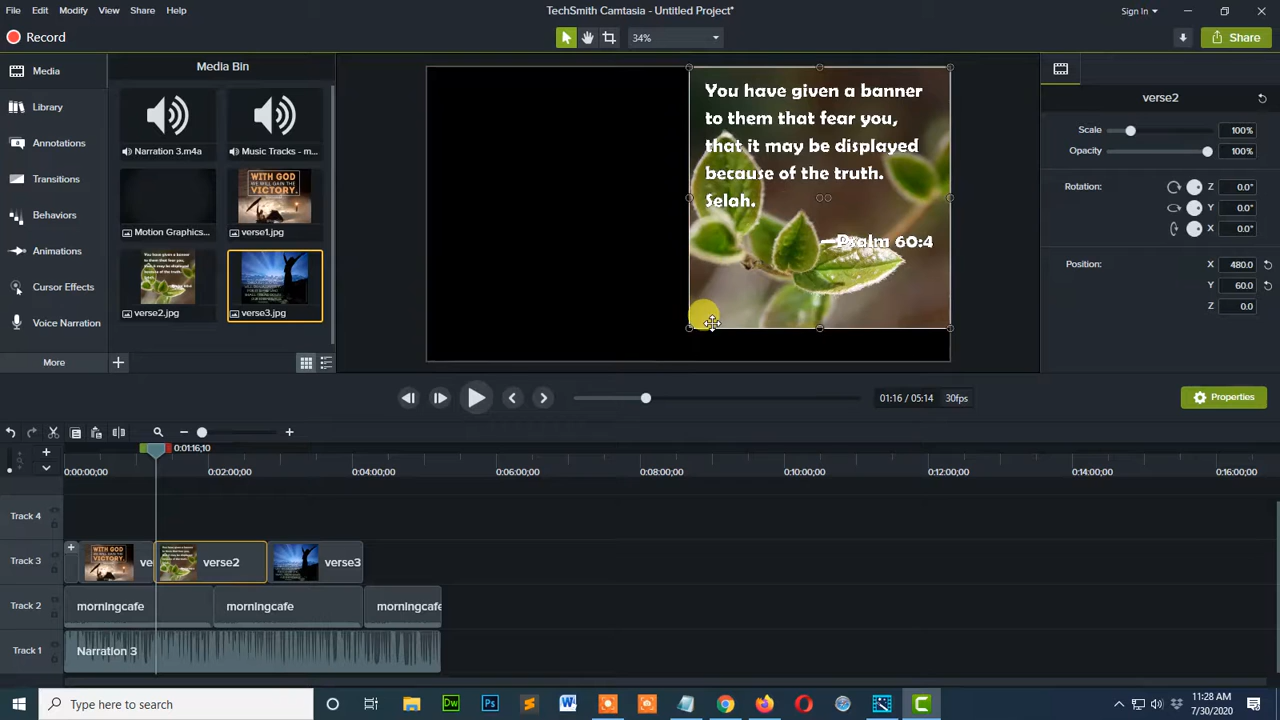 File Edit Modify View Share Help
TechSmith Camtasia - Untitled Project*
Sign In
Record
34%
Share
Media
Library
Annotations
Transitions
Behaviors
Animations
Cursor Effects
Voice Narration
More
Media Bin
Narration 3.m4a
Music Tracks - m...
Motion Graphics...
verse1.jpg
WITH GOD
WE WILL GAIN THE
VICTORY.
verse2.jpg
verse3.jpg
You have given a banner
to them that fear you,
that it may be displayed
because of the truth.
Selah.
Psalm 60:4
verse2
Scale 100%
Opacity 100%
Rotation: Z 0.0°
Y 0.0°
X 0.0°
Position: X 480.0
Y 60.0
Z 0.0
01:16 / 05:14 30fps
Properties
0:01:16;10
0:00:00;00 0:02:00;00 0:04:00;00 0:06:00;00 0:08:00;00 0:10:00;00 0:12:00;00 0:14:00;00 0:16:00;00
Track 4
Track 3
ve
verse2
verse3
Track 2
morningcafe
morningcafe
morningcafe
Track 1
Narration 3
Type here to search
11:28 AM
7/30/2020